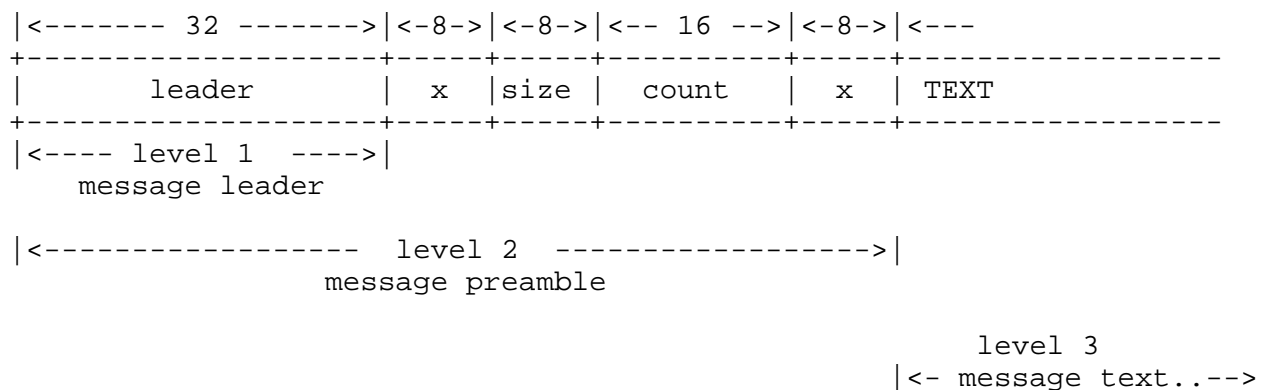 |<------- 32 ------->|<-8->|<-8->|<-- 16 -->|<-8->|<---
+--------------------+-----+-----+----------+-----+------------------
|       leader       |  x  |size |  count   |  x  | TEXT
+--------------------+-----+-----+----------+-----+------------------
|<---- level 1  ---->|
message leader
|<------------------  level 2  ------------------>|
message preamble
level 3
|<- message text..-->